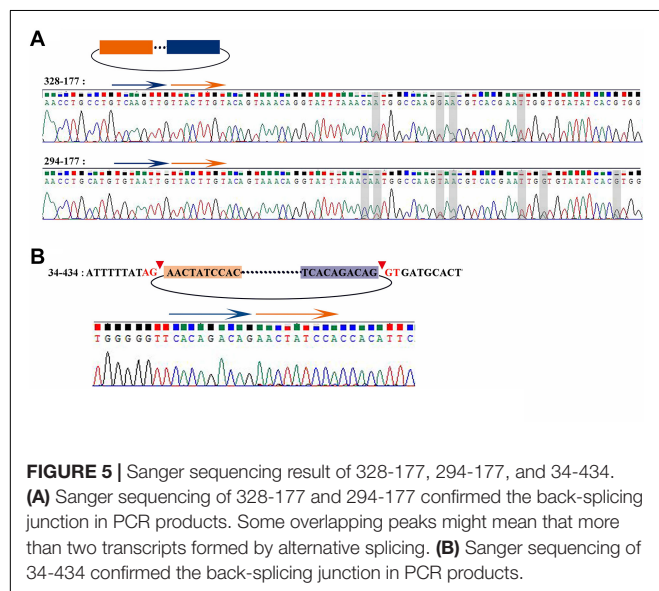 A
328-177 :
AACCTGCCTGTCAAGTTGTTACTTGTACAGTAAACAGGTATTTAAACAATGGCCAAGGAACGTCACGAATTGGTGTATATCACGTGG
294-177 :
AACCTGCATGTGTAATTGTTACTTGTACAGTAAACAGGTATTTAAACAATGGCCAAGTAACGTCACGAATTGGTGTATATCACGTGG
B
34-434 : ATTTTTATAG AACTATCCAC TCACAGACAG GTGATGCACT
TGGGGGTTCACAGACAGAACTATCCACCACATTC
FIGURE 5 | Sanger sequencing result of 328-177, 294-177, and 34-434.
(A) Sanger sequencing of 328-177 and 294-177 confirmed the back-splicing
junction in PCR products. Some overlapping peaks might mean that more
than two transcripts formed by alternative splicing. (B) Sanger sequencing of
34-434 confirmed the back-splicing junction in PCR products.